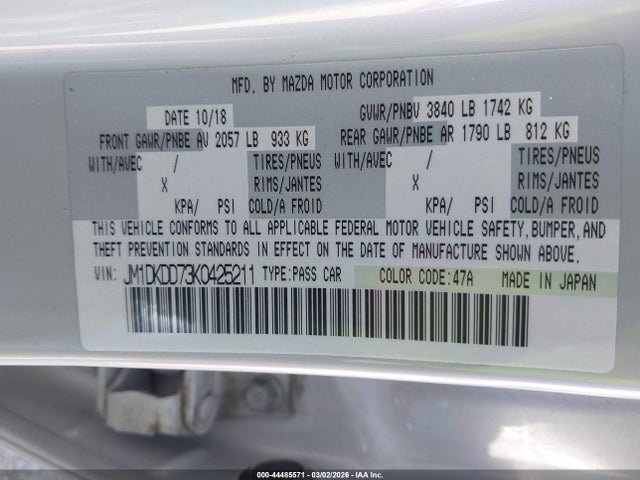 MFD. BY MAZDA MOTOR CORPORATION
DATE 10/18 GVWR/PNBV 3840 LB 1742 KG
FRONT GAWR/PNBE AV 2057 LB 933 KG REAR GAWR/PNBE AR 1790 LB 812 KG
WITH/AVEC / TIRES/PNEUS WITH/AVEC / TIRES/PNEUS
X RIMS/JANTES X RIMS/JANTES
KPA/ PSI COLD/A FROID KPA/ PSI COLD/A FROID
THIS VEHICLE CONFORMS TO ALL APPLICABLE FEDERAL MOTOR VEHICLE SAFETY, BUMPER, AND
THEFT PREVENTION STANDARDS IN EFFECT ON THE DATE OF MANUFACTURE SHOWN ABOVE.
VIN: JM1DKDD73K0425211 TYPE:PASS CAR COLOR CODE:47A MADE IN JAPAN
000-44485571 | 03/02/2026 | IAA Inc.